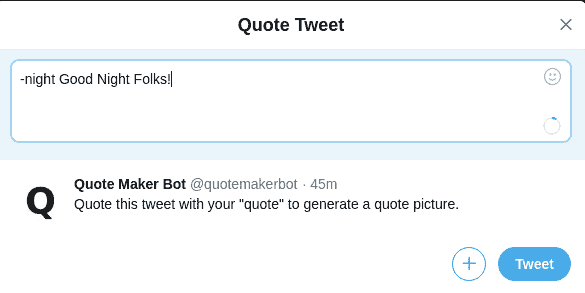 Quote Tweet
-night Good Night Folks!
Q
Quote Maker Bot @quotemakerbot · 45m
Quote this tweet with your "quote" to generate a quote picture.
Tweet